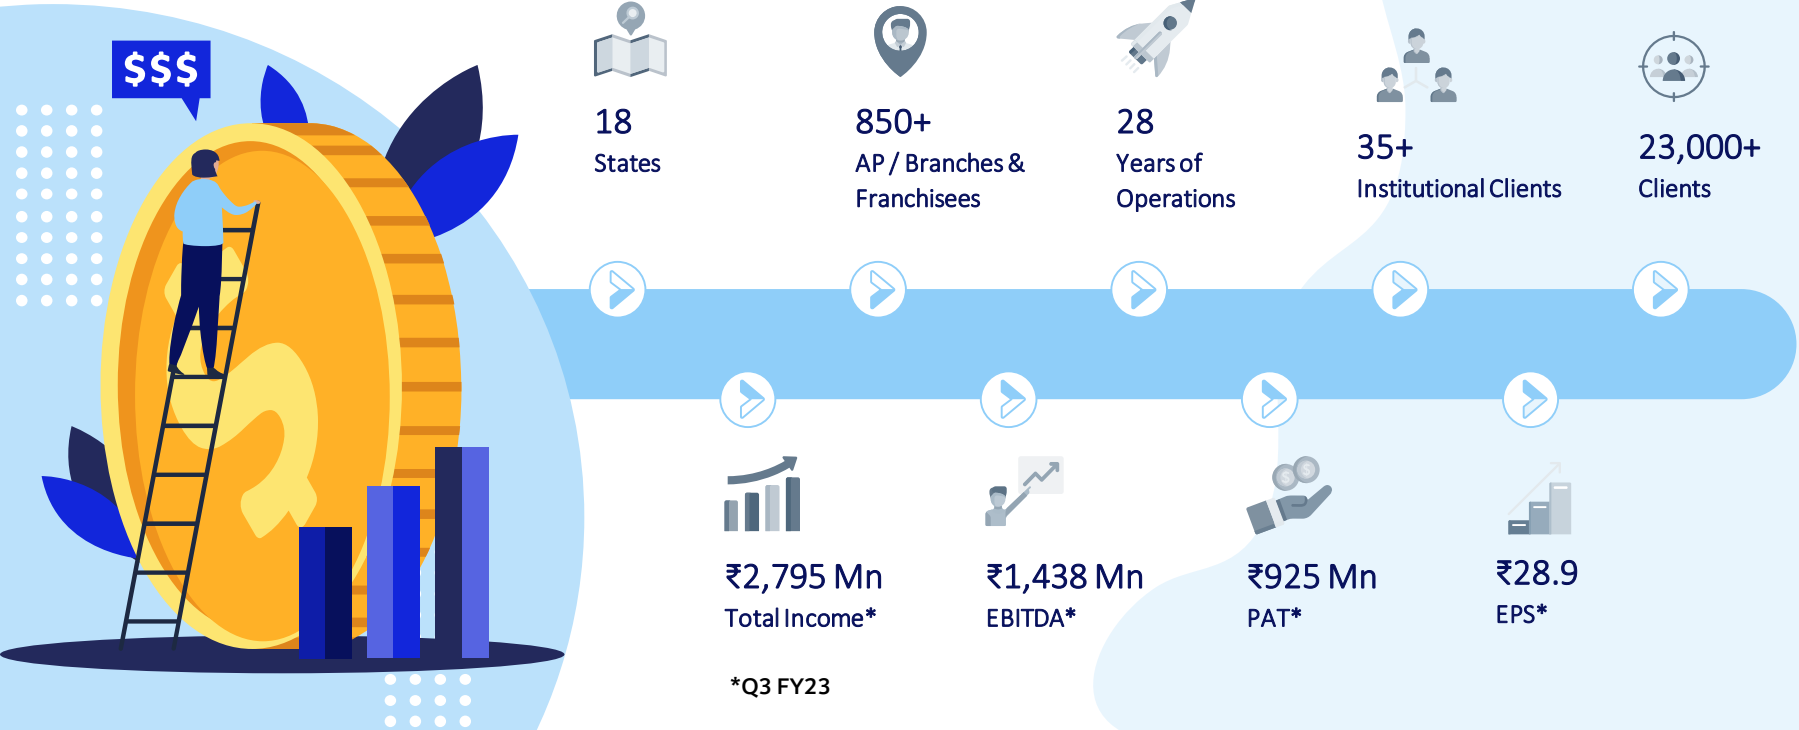 $$$
18
States
850+
AP / Branches &
Franchisees
28
Years of
Operations
35+
Institutional Clients
23,000+
Clients
₹2,795 Mn
Total Income*
₹1,438 Mn
EBITDA*
₹925 Mn
PAT*
₹28.9
EPS*
*Q3 FY23